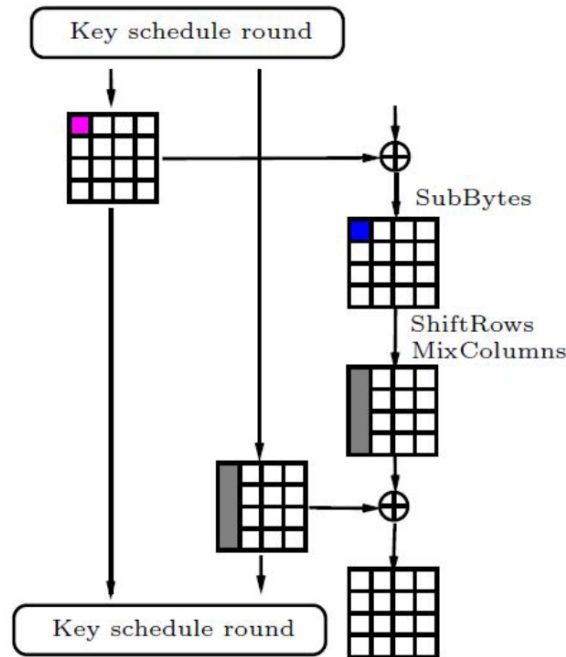 Key schedule round
SubBytes
ShiftRows
MixColumns
Key schedule round